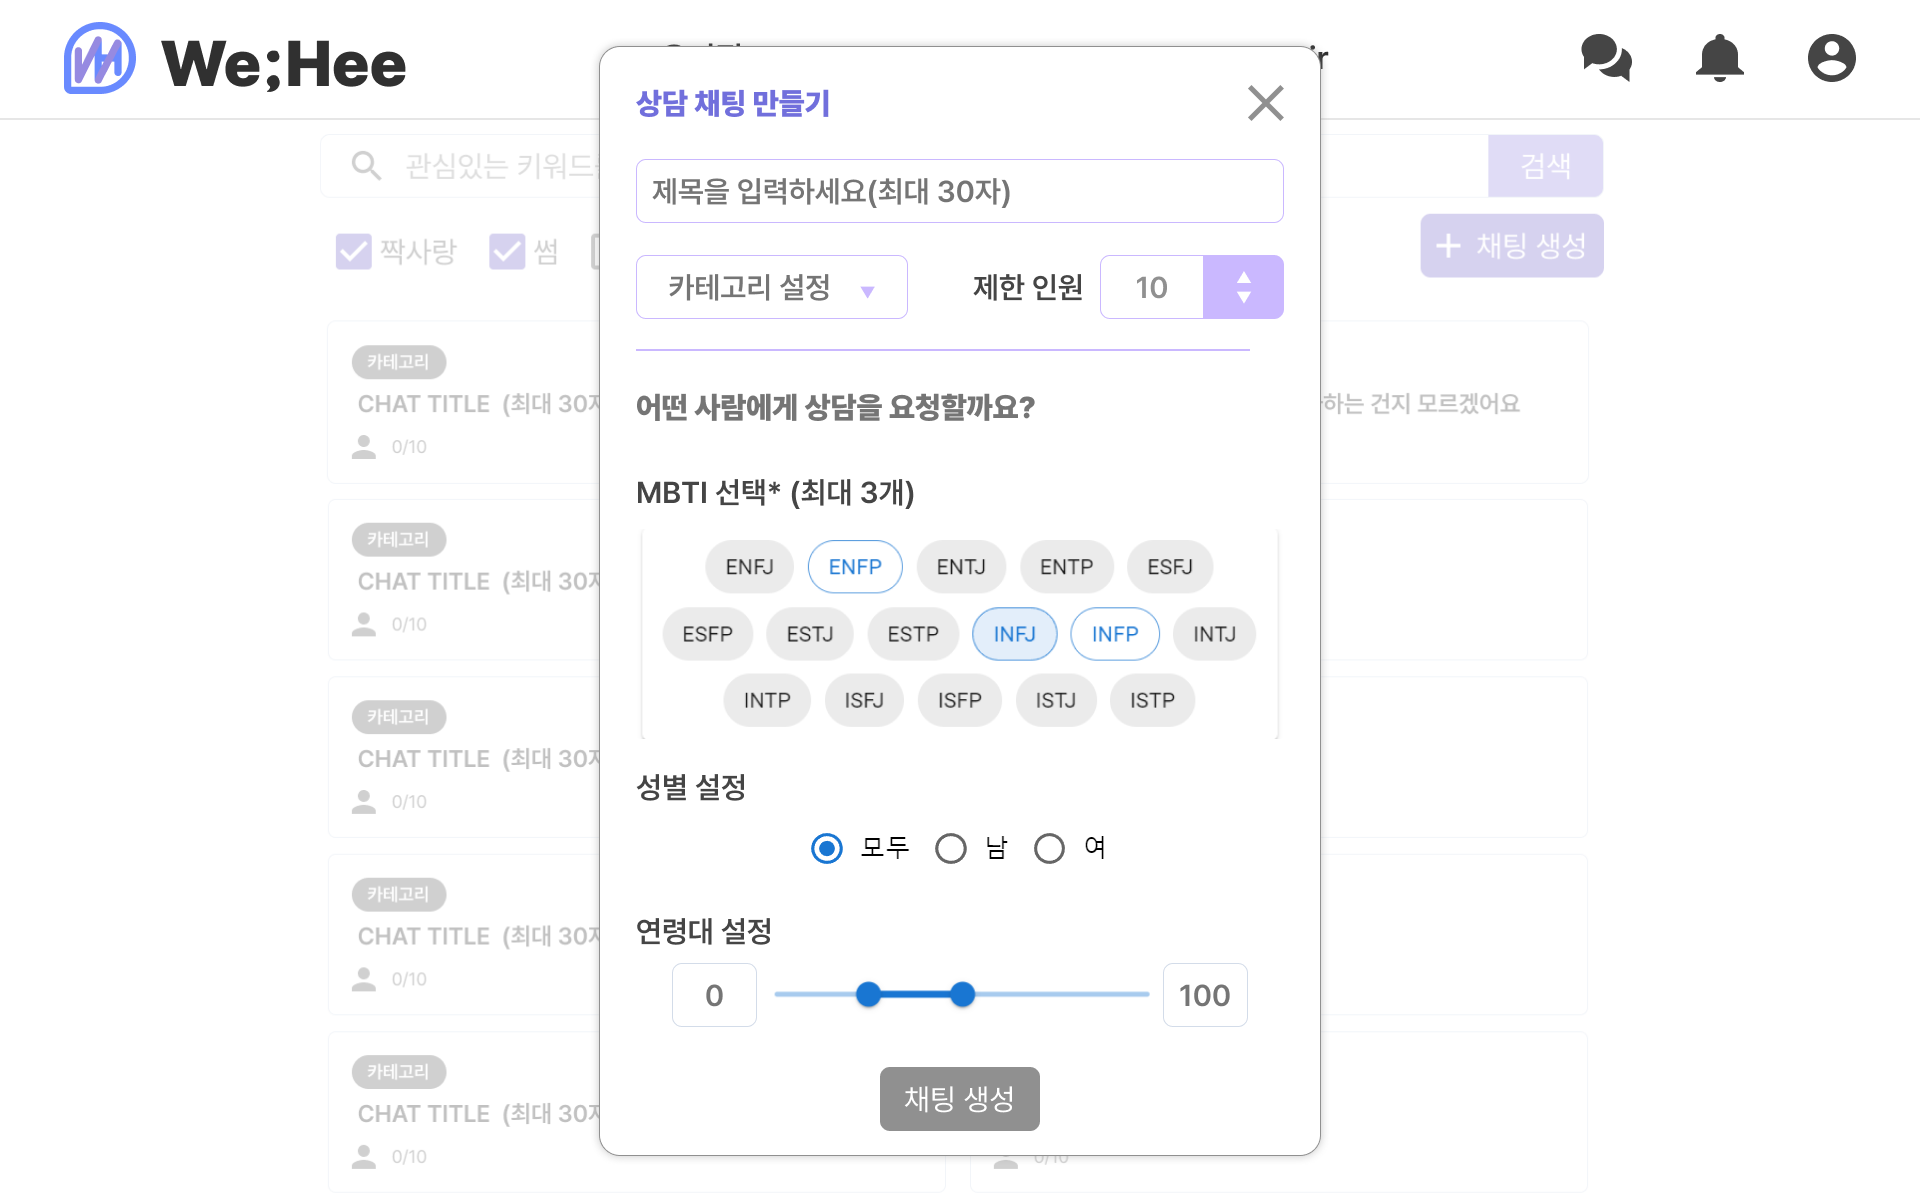 We;Hee
상담 채팅 만들기
관심있는 키워드
검색
제목을 입력하세요(최대 30자)
짝사랑
썸
채팅 생성
카테고리 설정
제한 인원
10
카테고리
CHAT TITLE (최대 30자
하는 건지 모르겠어요
0/10
어떤 사람에게 상담을 요청할까요?
MBTI 선택* (최대 3개)
ENFJ ENFP ENTJ ENTP ESFJ
카테고리
CHAT TITLE (최대 30자
0/10
ESFP ESTJ ESTP INFJ INFP INTJ
INTP ISFJ ISFP ISTJ ISTP
카테고리
CHAT TITLE (최대 30자
0/10
성별 설정
모두 남 여
카테고리
CHAT TITLE (최대 30자
0/10
연령대 설정
0
100
카테고리
CHAT TITLE (최대 30자
0/10
채팅 생성
0/10